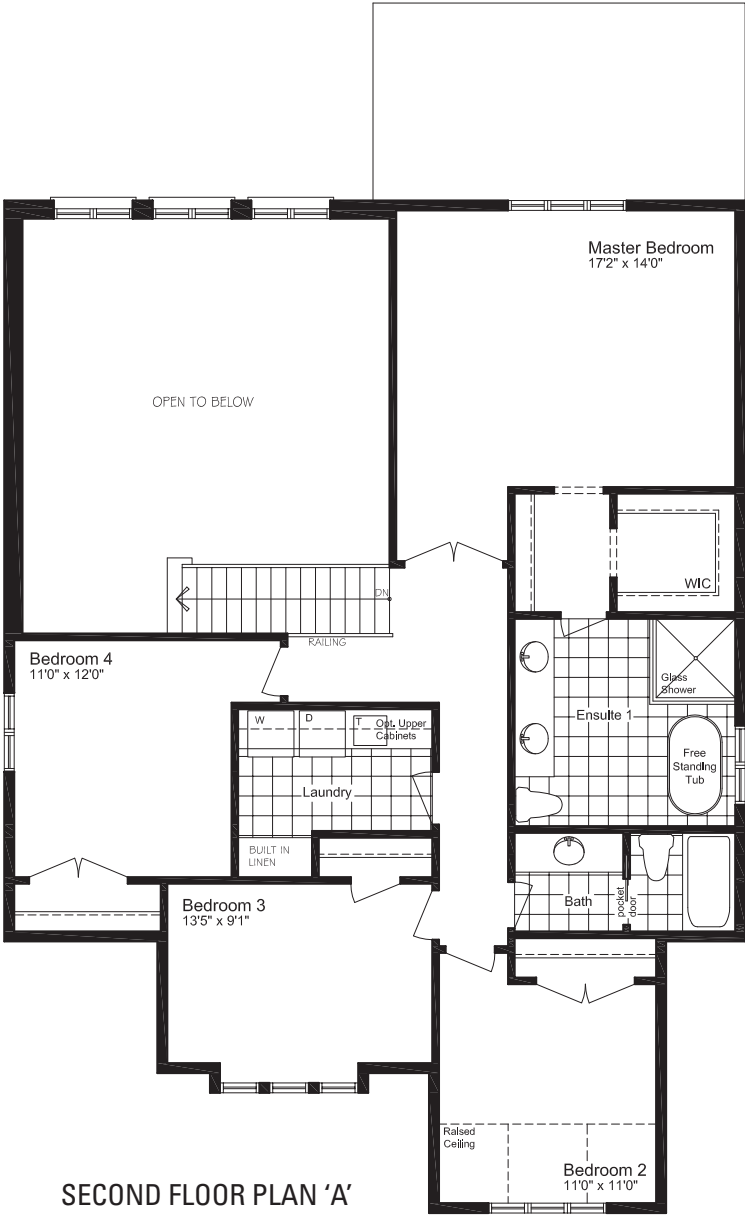 Master Bedroom
17'2" x 14'0"
OPEN TO BELOW
WIC
DN
RAILING
Bedroom 4
11'0" x 12'0"
Glass
Shower
Ensuite 1
W
D
T
Opt. Upper
Cabinets
Free
Standing
Tub
Laundry
BUILT IN
LINEN
Bedroom 3
13'5" x 9'1"
Bath
pocket
door
Raised
Ceiling
Bedroom 2
11'0" x 11'0"
SECOND FLOOR PLAN ‘A’